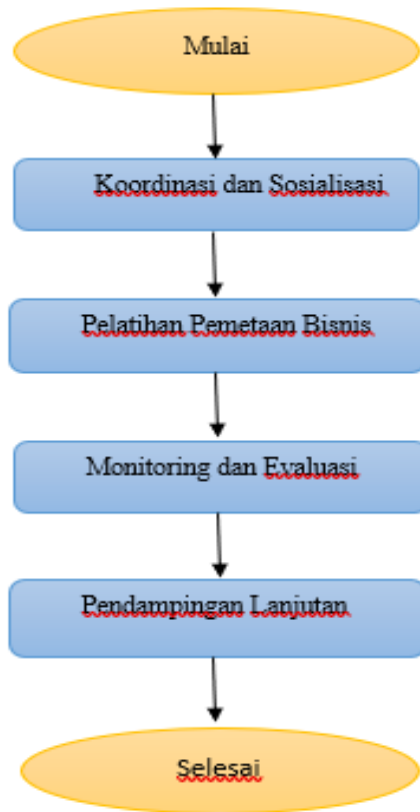 Mulai
Koordinasi dan Sosialisasi
Pelatihan Pemetaan Bisnis
Monitoring dan Evaluasi
Pendampingan Lanjutan
Selesai